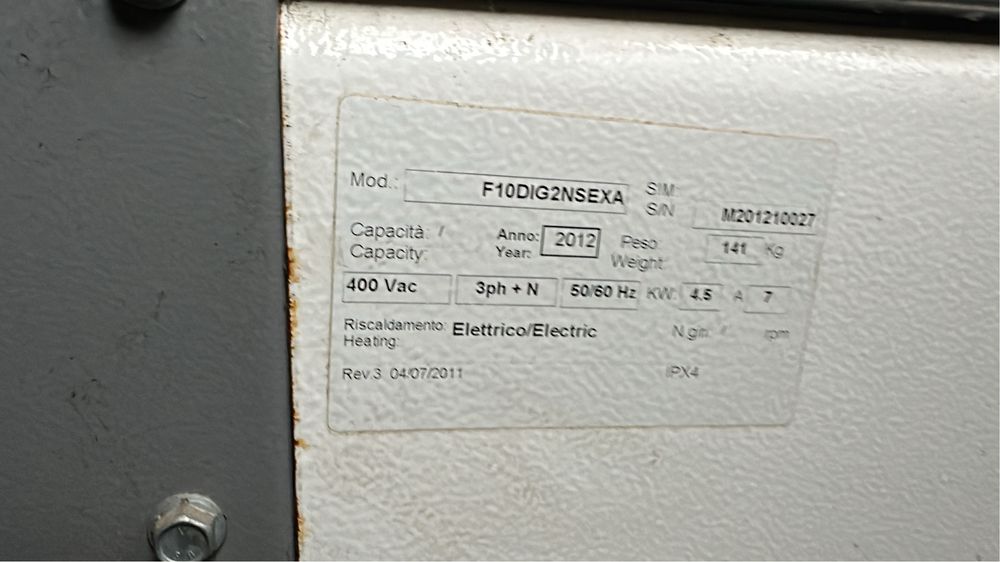 Mod.: F10DIG2NSEXA S/M
S/N M201210027
Capacità: / Anno: 2012 Peso
Capacity: Year: Weight 141 Kg
400 Vac 3ph + N 50/60 Hz KW: 4.5 A 7
Riscaldamento: Elettrico/Electric N.giri / rpm
Heating:
Rev.3 04/07/2011 IPX4